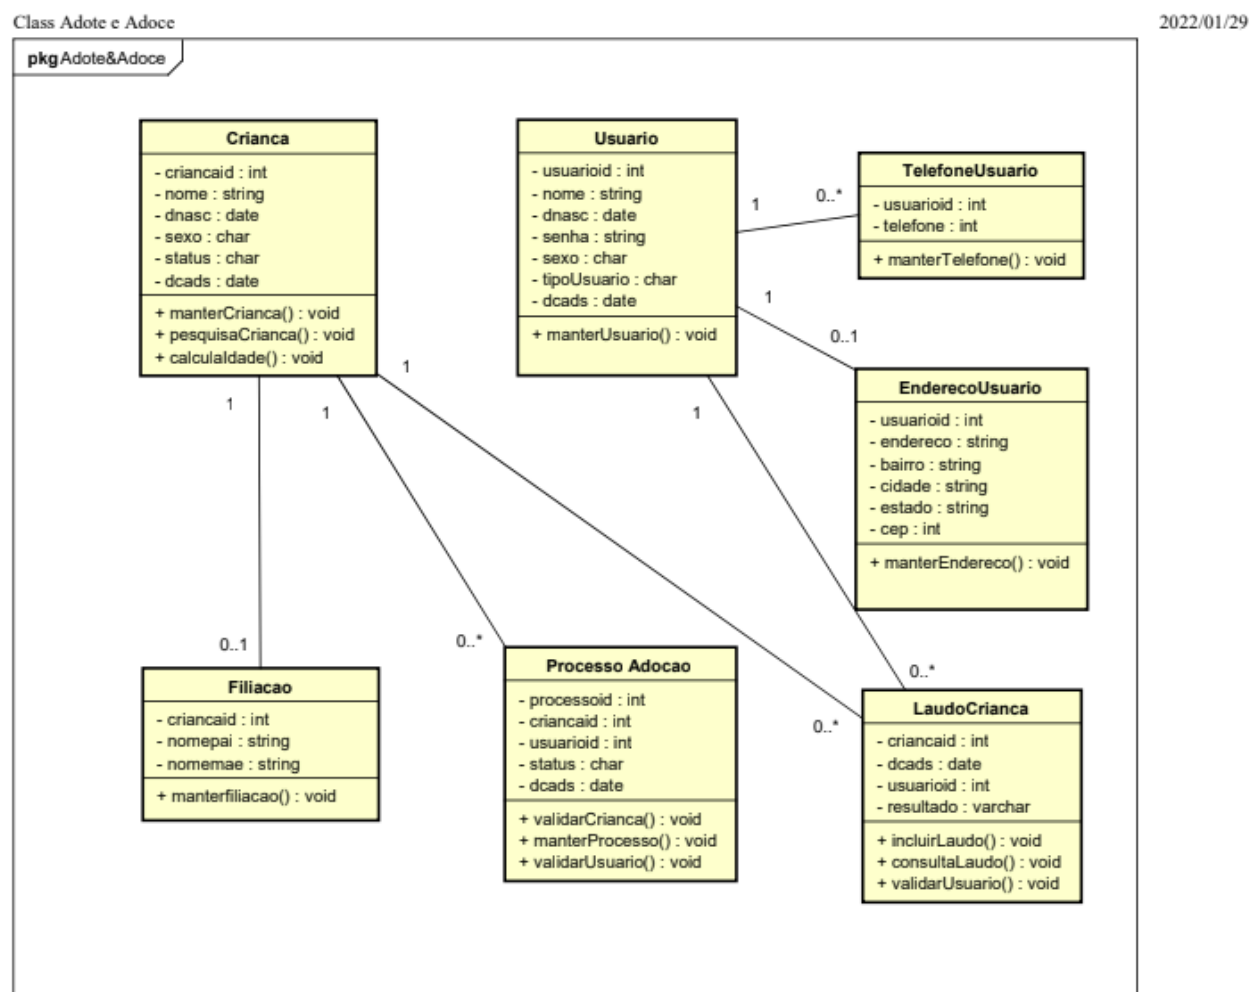 Class Adote e Adoce
2022/01/29
pkg Adote&Adoce
Crianca
- criancaid : int
- nome : string
- dnasc : date
- sexo : char
- status : char
- dcads : date
+ manterCrianca() : void
+ pesquisaCrianca() : void
+ calculaIdade() : void
Usuario
- usuarioid : int
- nome : string
- dnasc : date
- senha : string
- sexo : char
- tipoUsuario : char
- dcads : date
+ manterUsuario() : void
TelefoneUsuario
- usuarioid : int
- telefone : int
+ manterTelefone() : void
1
0..*
1
0..1
EnderecoUsuario
- usuarioid : int
- endereco : string
- bairro : string
- cidade : string
- estado : string
- cep : int
+ manterEndereco() : void
1
1
1
1
0..1
0..*
0..*
0..*
Filiacao
- criancaid : int
- nomepai : string
- nomemae : string
+ manterfiliacao() : void
Processo Adocao
- processoid : int
- criancaid : int
- usuarioid : int
- status : char
- dcads : date
+ validarCrianca() : void
+ manterProcesso() : void
+ validarUsuario() : void
LaudoCrianca
- criancaid : int
- dcads : date
- usuarioid : int
- resultado : varchar
+ incluirLaudo() : void
+ consultaLaudo() : void
+ validarUsuario() : void